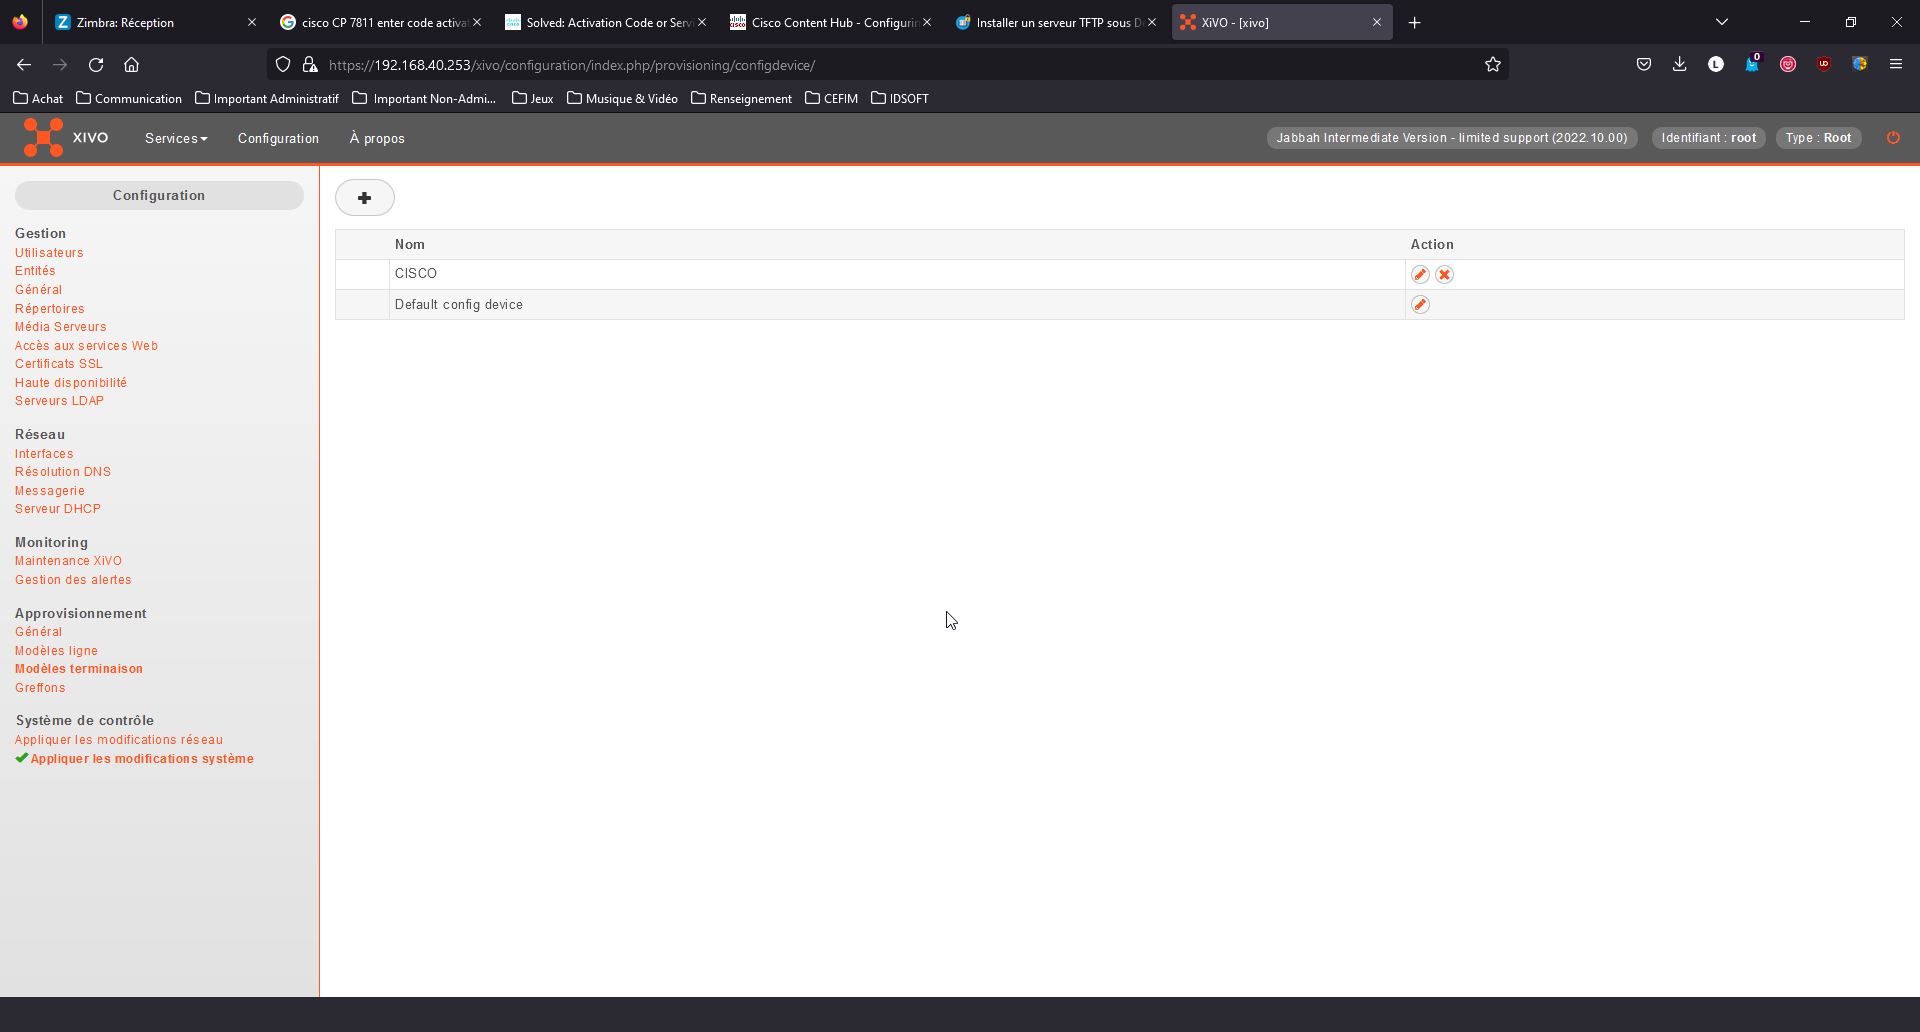 Zimbra: Réception
cisco CP 7811 enter code activa
Solved: Activation Code or Servi
Cisco Content Hub - Configurin
Installer un serveur TFTP sous De
XiVO - [xivo]
https://192.168.40.253/xivo/configuration/index.php/provisioning/configdevice/
L
0
Achat
Communication
Important Administratif
Important Non-Admi...
Jeux
Musique & Vidéo
Renseignement
CEFIM
IDSOFT
XIVO
Services
Configuration
À propos
Jabbah Intermediate Version - limited support (2022.10.00)
Identifiant : root
Type : Root
Configuration
Gestion
Utilisateurs
Entités
Général
Répertoires
Média Serveurs
Accès aux services Web
Certificats SSL
Haute disponibilité
Serveurs LDAP
Réseau
Interfaces
Résolution DNS
Messagerie
Serveur DHCP
Monitoring
Maintenance XiVO
Gestion des alertes
Approvisionnement
Général
Modèles ligne
Modèles terminaison
Greffons
Système de contrôle
Appliquer les modifications réseau
Appliquer les modifications système
Nom Action
CISCO
Default config device